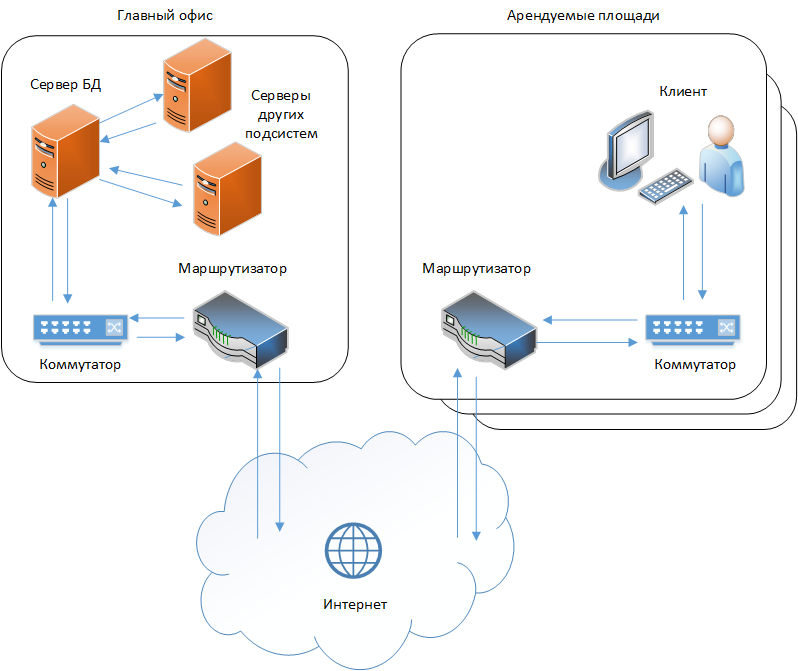 Главный офис
Арендуемые площади
Сервер БД
Серверы
других
подсистем
Клиент
Маршрутизатор
Маршрутизатор
Коммутатор
Коммутатор
Интернет